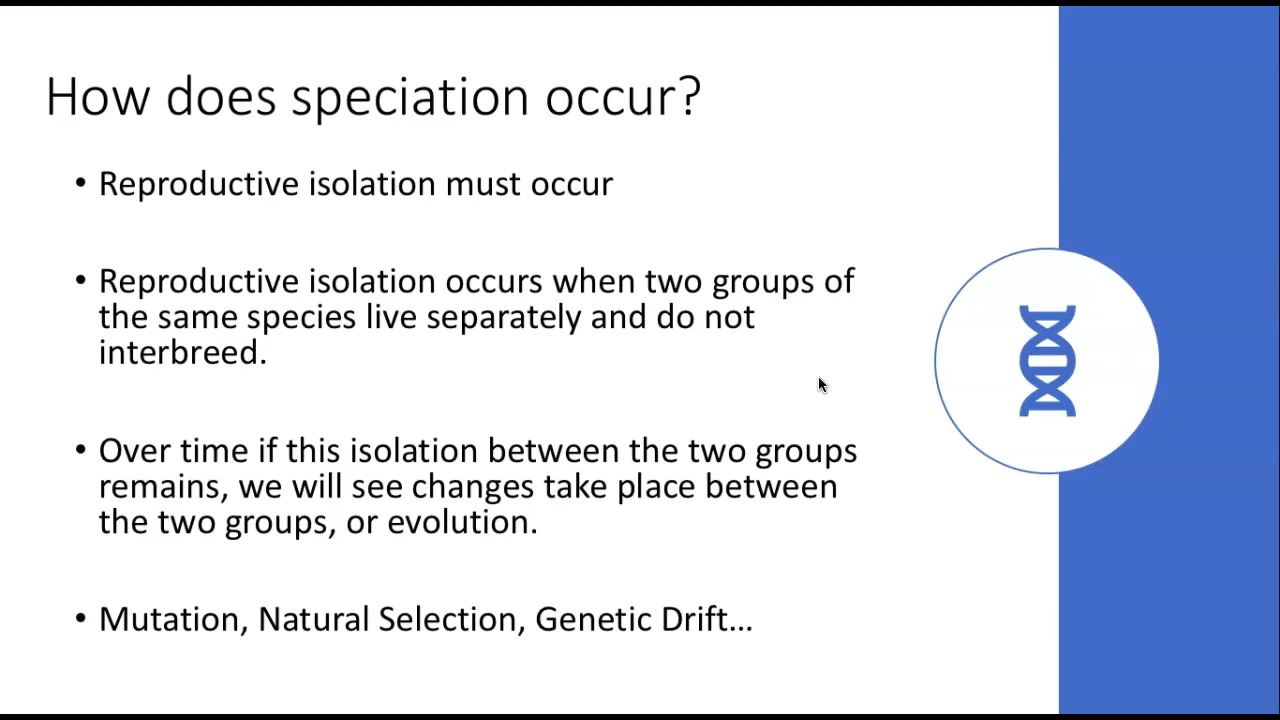 How does speciation occur?
• Reproductive isolation must occur
• Reproductive isolation occurs when two groups of
the same species live separately and do not
interbreed.
• Over time if this isolation between the two groups
remains, we will see changes take place between
the two groups, or evolution.
• Mutation, Natural Selection, Genetic Drift…